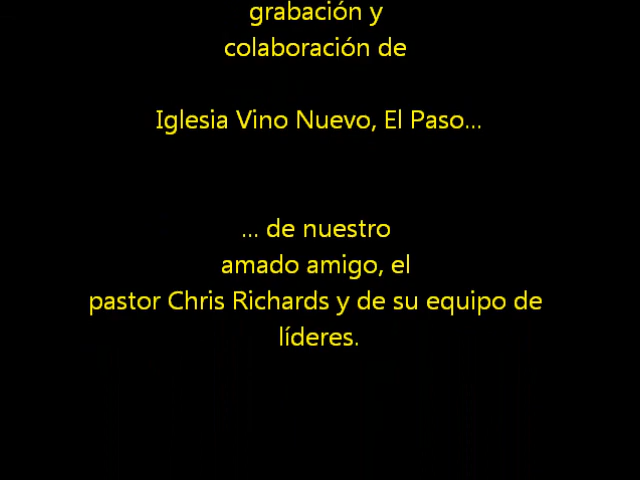 grabación y
colaboración de
Iglesia Vino Nuevo, El Paso...
... de nuestro
amado amigo, el
pastor Chris Richards y de su equipo de
líderes.